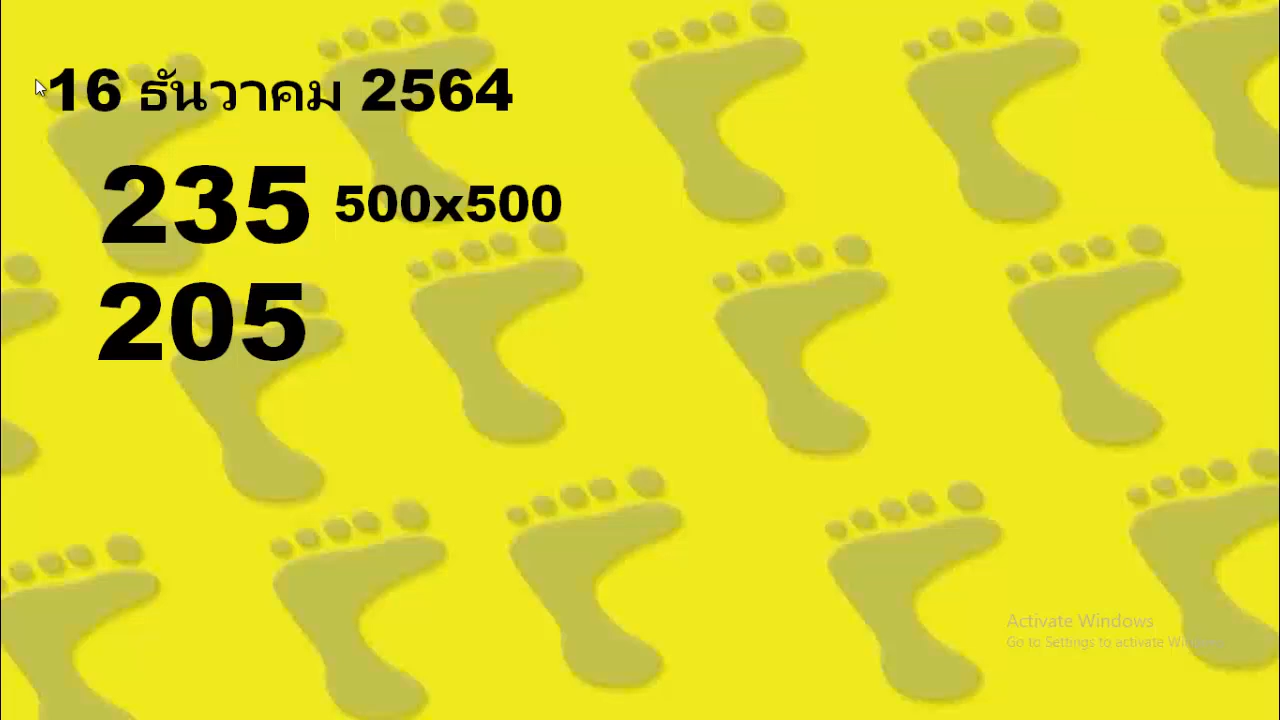 16 ธันวาคม 2564
235 500x500
205
Activate Windows
Go to Settings to activate Windows.